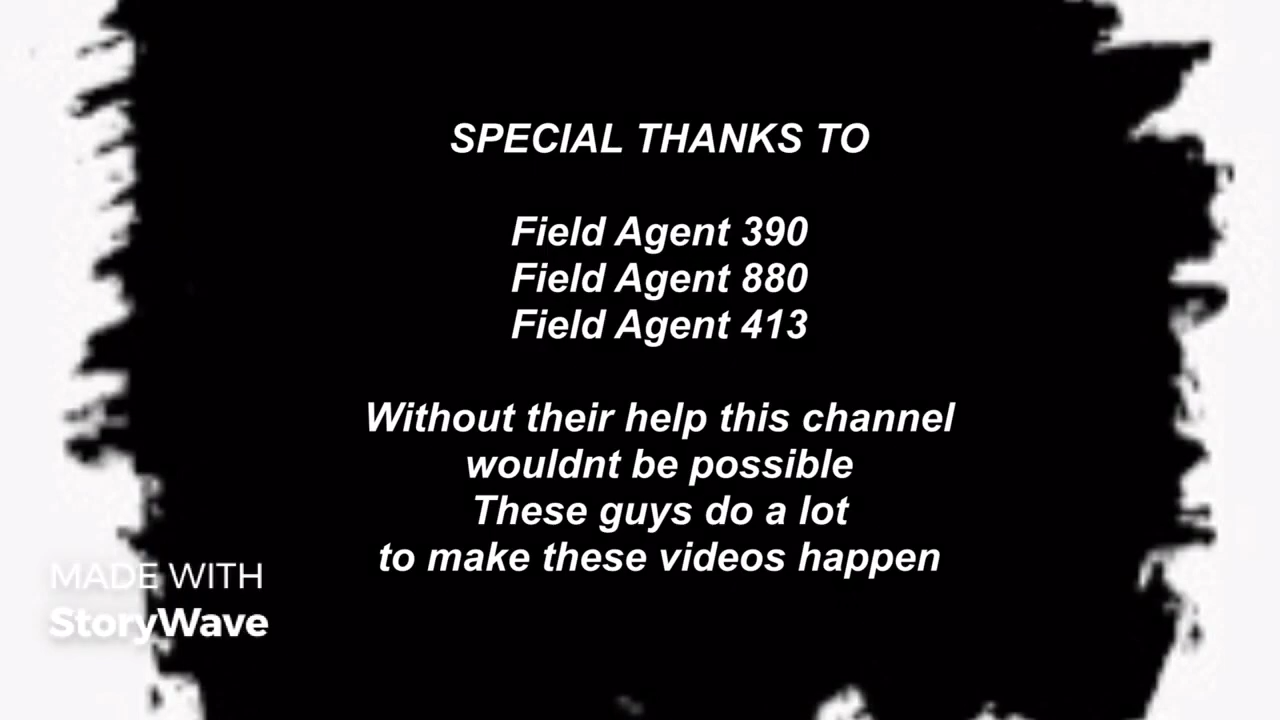 SPECIAL THANKS TO
Field Agent 390
Field Agent 880
Field Agent 413
Without their help this channel
wouldnt be possible
These guys do a lot
to make these videos happen
MADE WITH
StoryWave